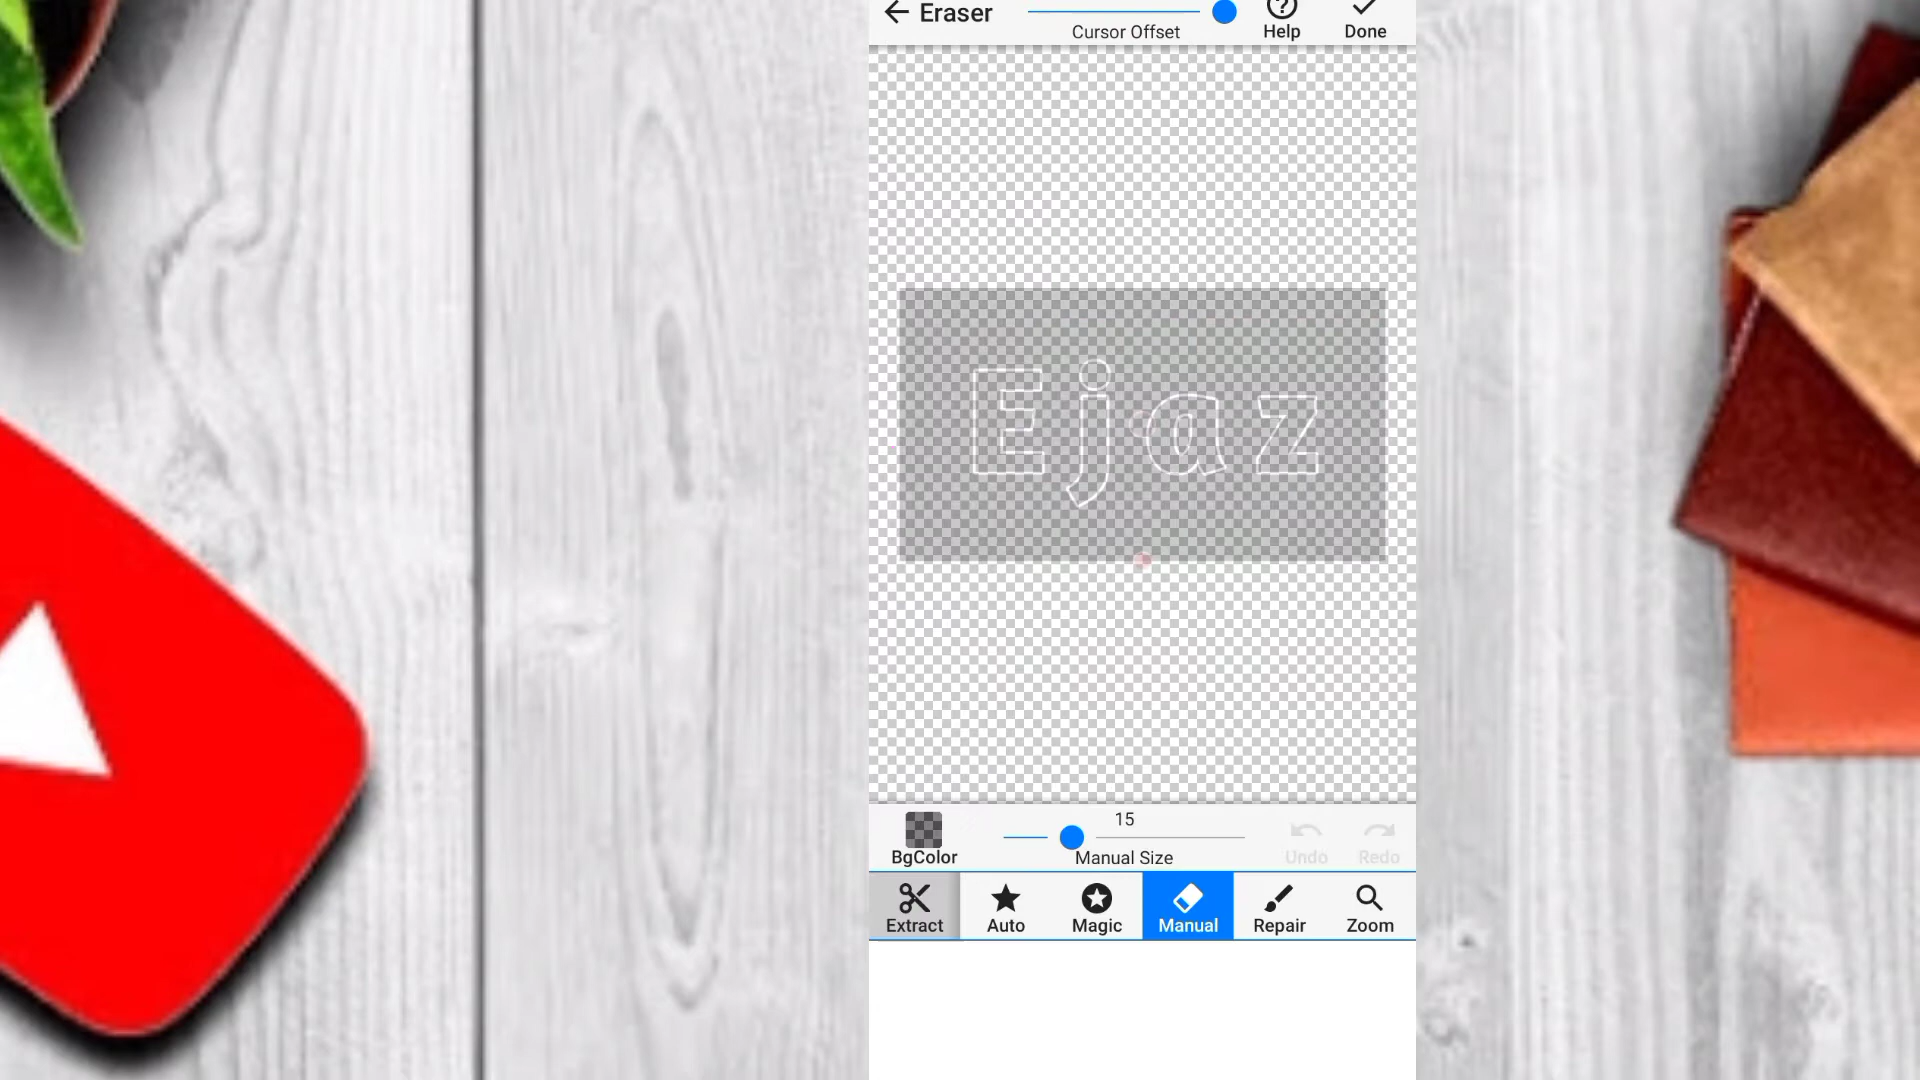 Eraser
Cursor Offset
Help
Done
Ejaz
15
BgColor
Manual Size
Undo
Redo
Extract
Auto
Magic
Manual
Repair
Zoom